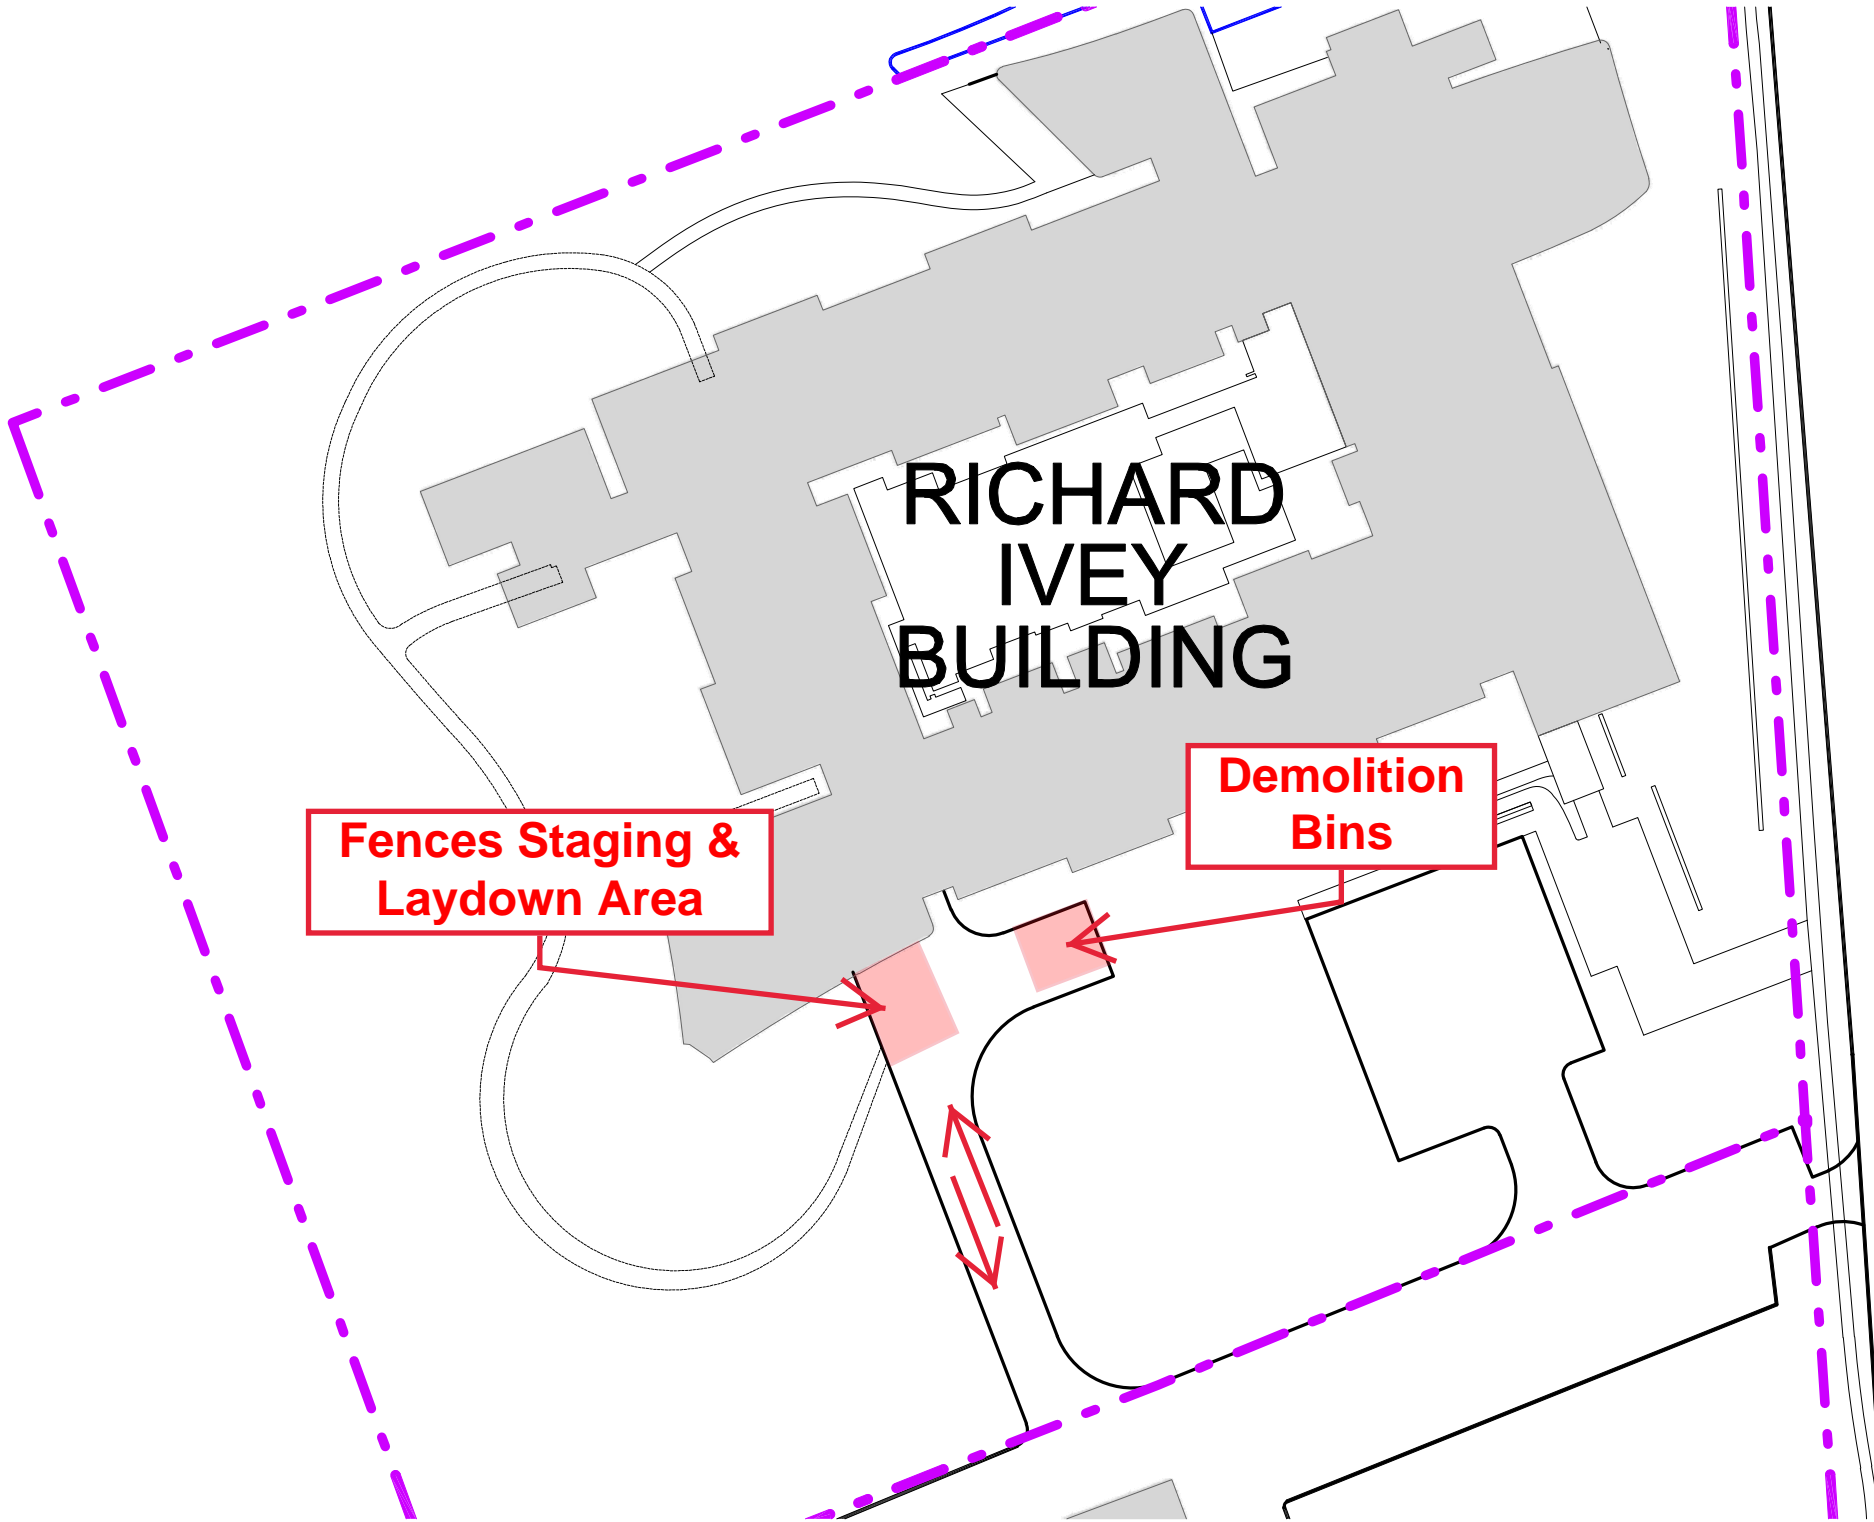 RICHARD
IVEY
BUILDING
Demolition
Bins
Fences Staging &
Laydown Area